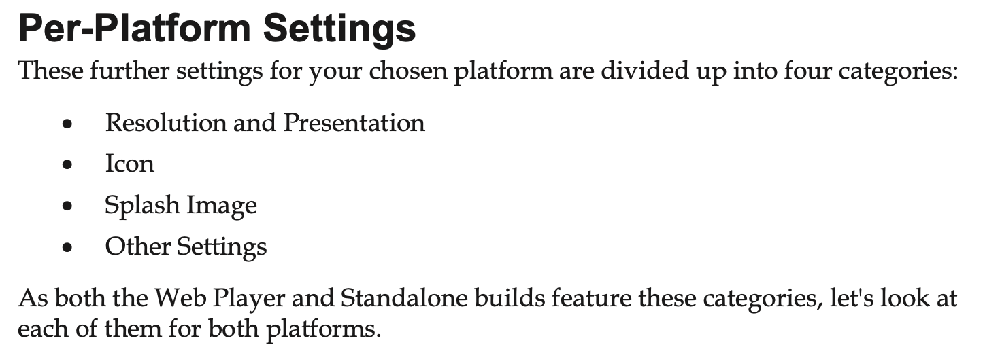 Per-Platform Settings
These further settings for your chosen platform are divided up into four categories:
• Resolution and Presentation
• Icon
• Splash Image
• Other Settings
As both the Web Player and Standalone builds feature these categories, let's look at
each of them for both platforms.